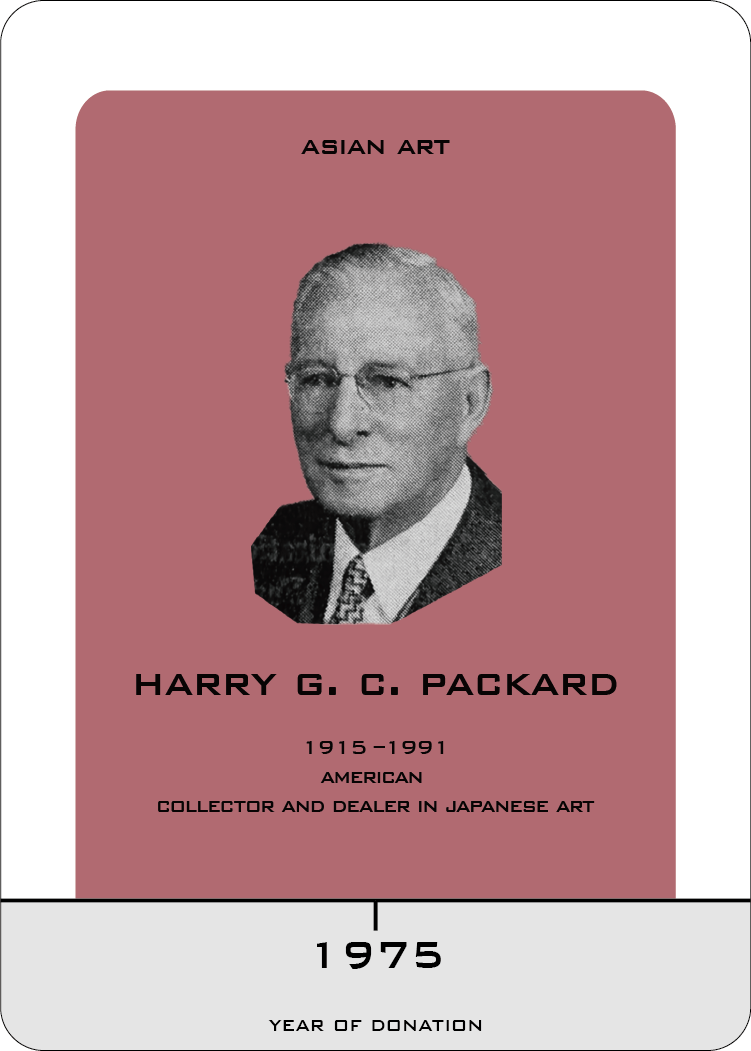 ASIAN ART
HARRY G. C. PACKARD
1915–1991
AMERICAN
COLLECTOR AND DEALER IN JAPANESE ART
1975
YEAR OF DONATION